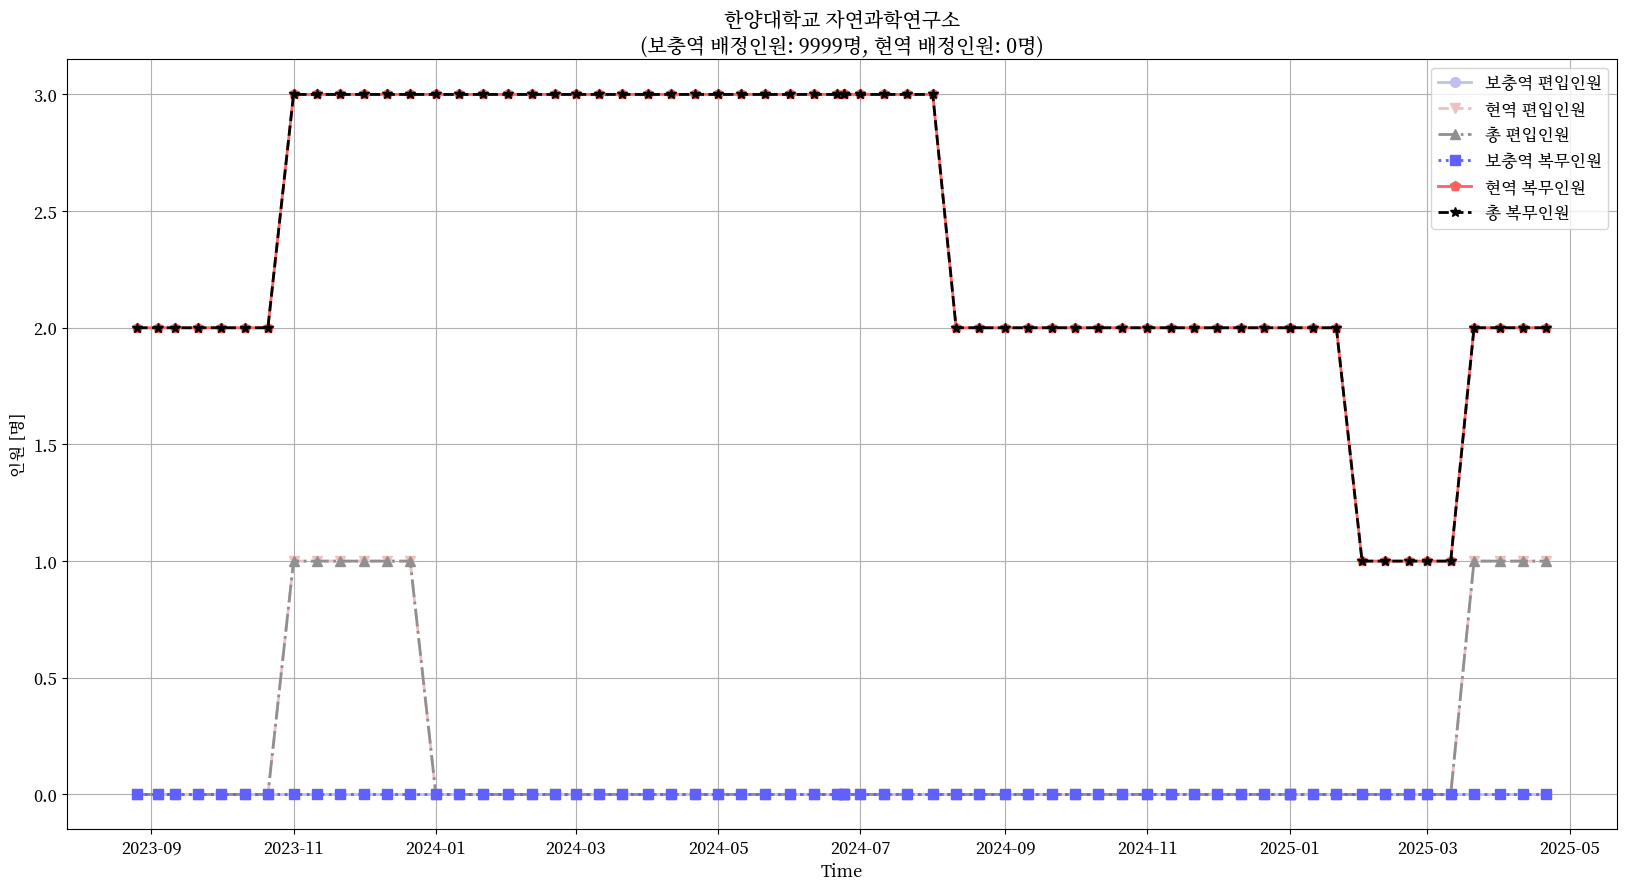 한양대학교 자연과학연구소
(보충역 배정인원: 9999명, 현역 배정인원: 0명)
보충역 편입인원
현역 편입인원
총 편입인원
보충역 복무인원
현역 복무인원
총 복무인원
인원 [명]
3.0
2.5
2.0
1.5
1.0
0.5
0.0
2023-09 2023-11 2024-01 2024-03 2024-05 2024-07 2024-09 2024-11 2025-01 2025-03 2025-05
Time